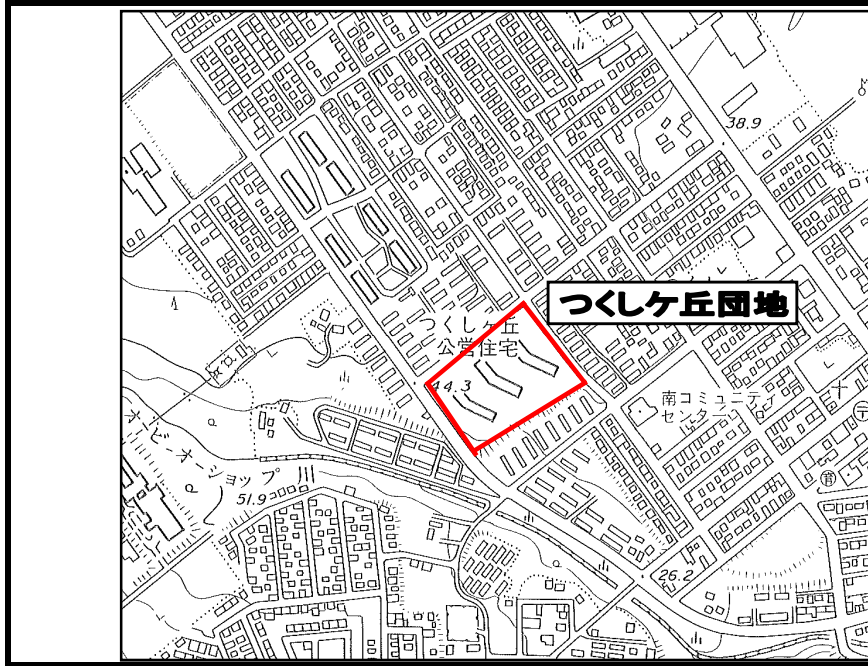 38.9
つくしケ丘団地
つくしケ丘
公営住宅
44.3
南コミュニティ
センター
オービーオーショップ川
51.9
26.2